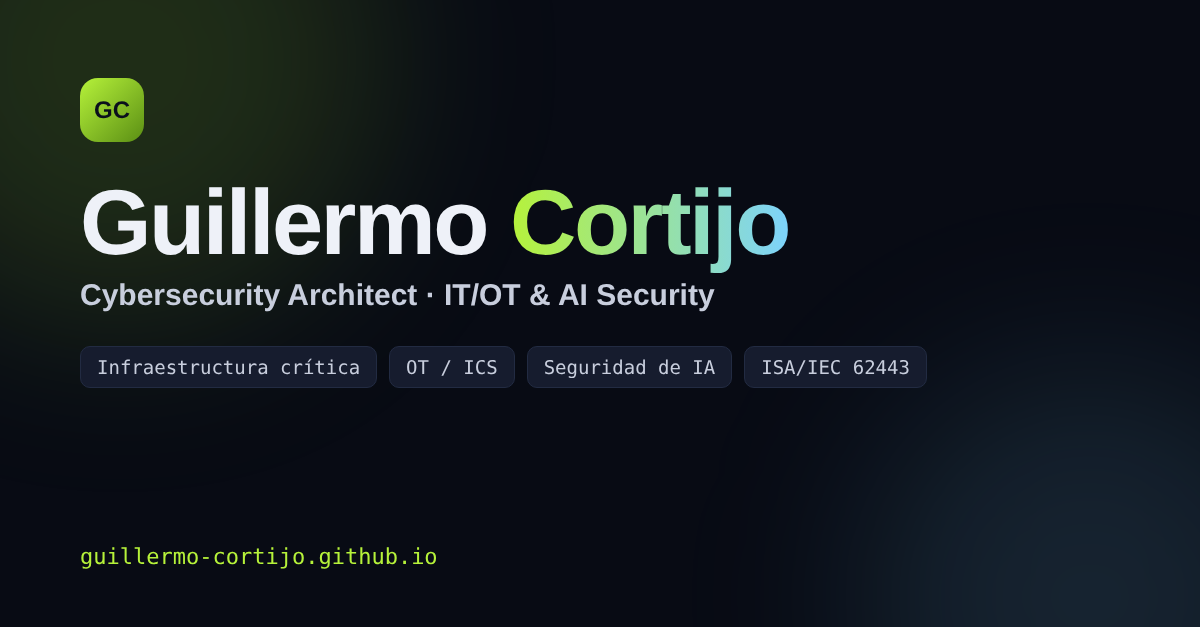 GC
Guillermo Cortijo
Cybersecurity Architect · IT/OT & AI Security
Infraestructura crítica OT / ICS Seguridad de IA ISA/IEC 62443
guillermo-cortijo.github.io